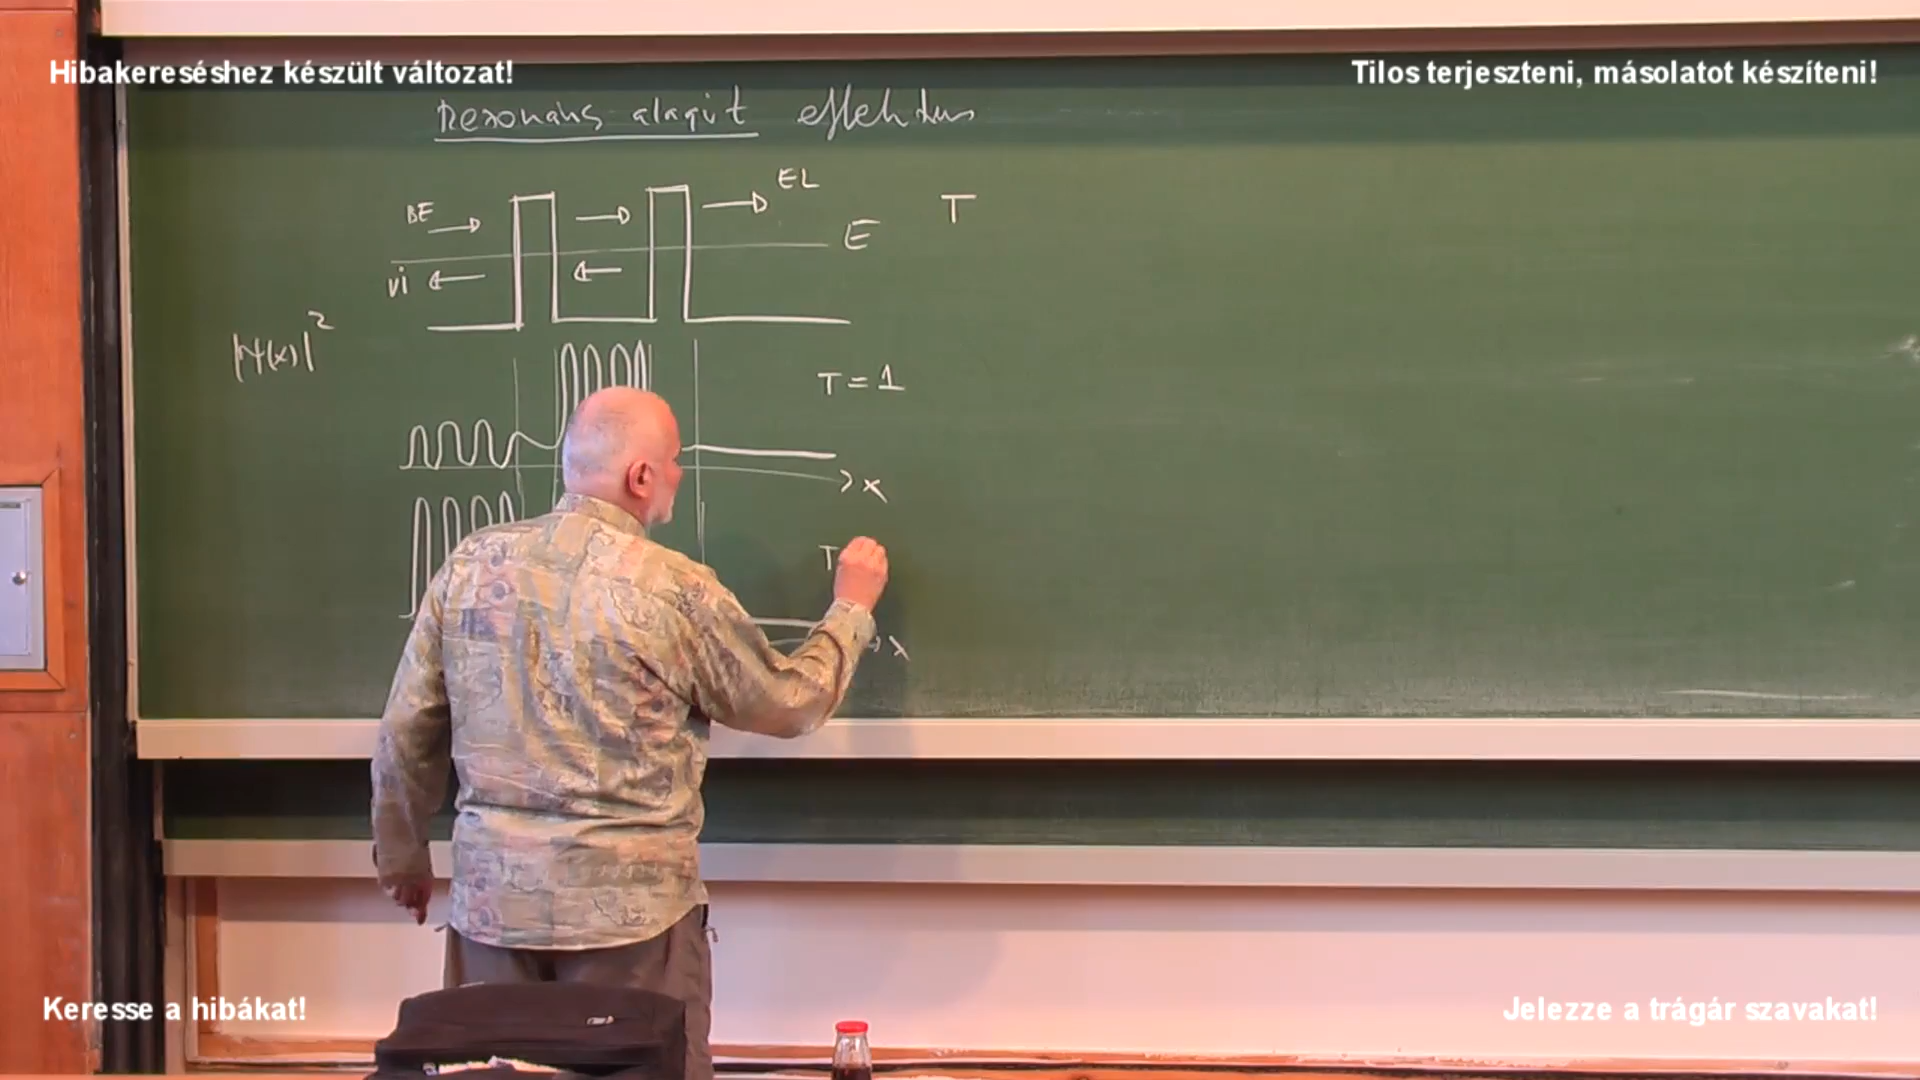 Hibakereséshez készült változat!
Tilos terjeszteni, másolatot készíteni!
Rezonáns alagút effektus
EL
BE
T
E
vi
|Ψ(x)|²
T = 1
x
T
x
Keresse a hibákat!
Jelezze a trágár szavakat!